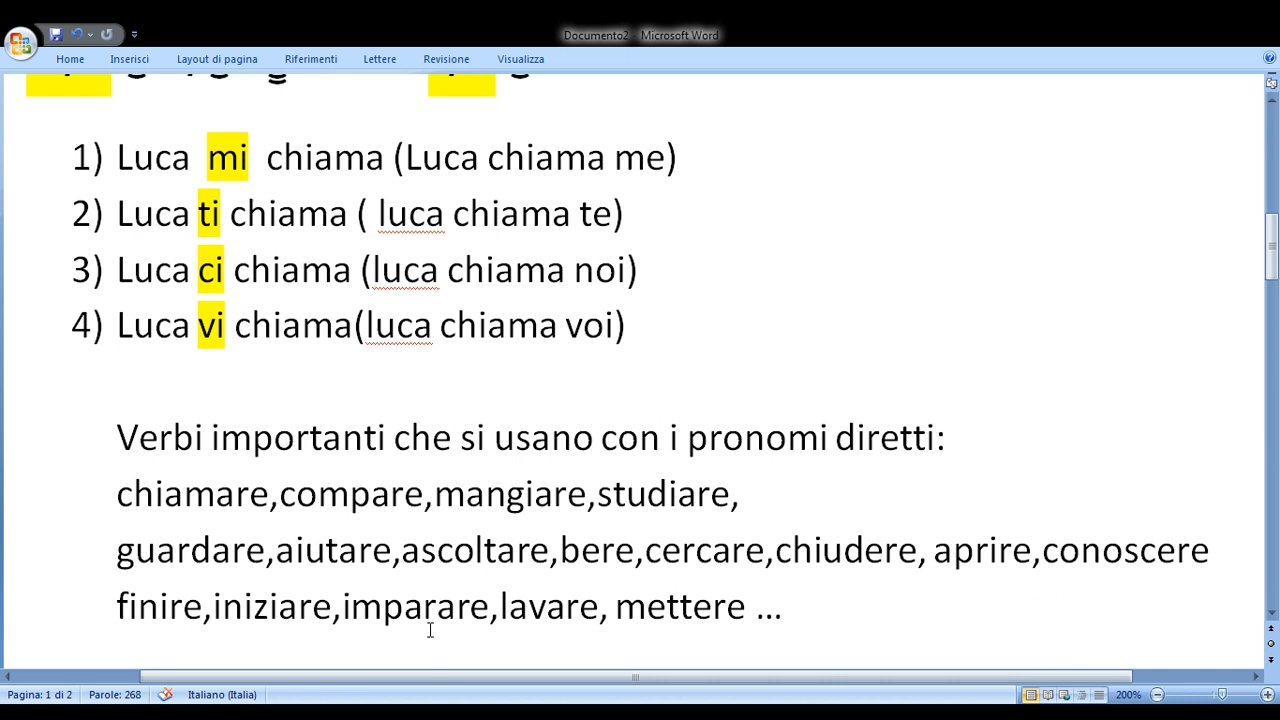 Documento2 - Microsoft Word
Home Inserisci Layout di pagina Riferimenti Lettere Revisione Visualizza
1) Luca mi chiama (Luca chiama me)
2) Luca ti chiama ( luca chiama te)
3) Luca ci chiama (luca chiama noi)
4) Luca vi chiama(luca chiama voi)
Verbi importanti che si usano con i pronomi diretti:
chiamare,compare,mangiare,studiare,
guardare,aiutare,ascoltare,bere,cercare,chiudere, aprire,conoscere
finire,iniziare,imparare,lavare, mettere ...
Pagina: 1 di 2 Parole: 268 Italiano (Italia) 200%